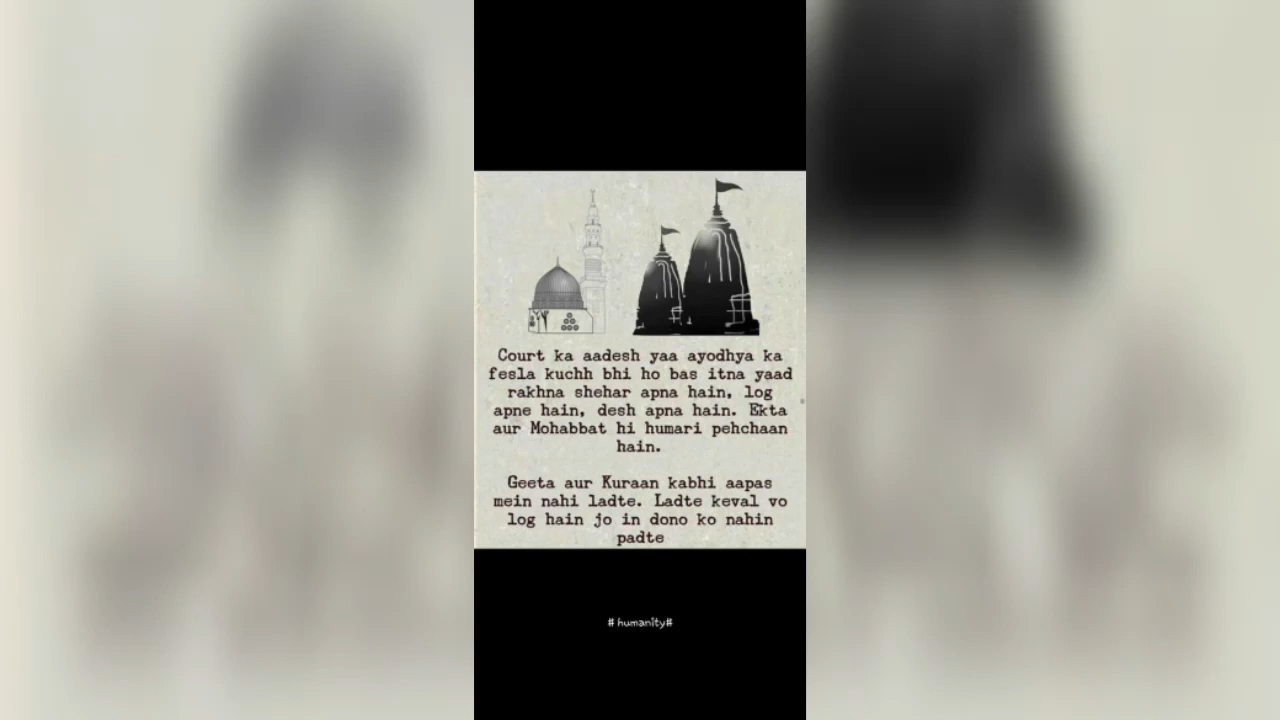 Court ka aadesh yaa ayodhya ka
fesla kuchh bhi ho bas itna yaad
rakhna shehar apna hain, log
apne hain, desh apna hain. Ekta
aur Mohabbat hi humari pehchaan
hain.
Geeta aur Kuraan kabhi aapas
mein nahi ladte. Ladte keval vo
log hain jo in dono ko nahin
padte
# humanity#